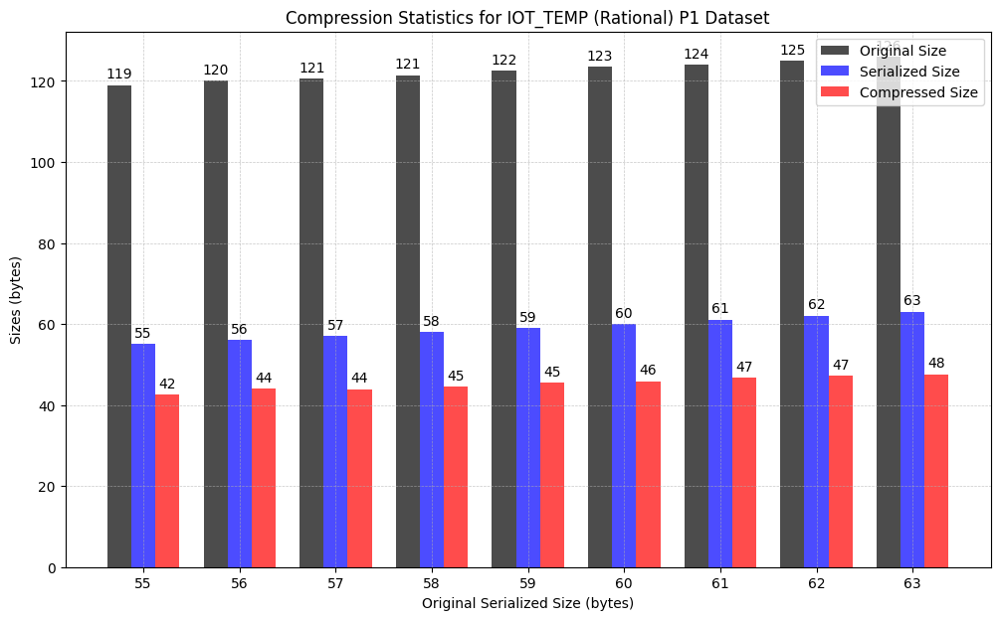 Compression Statistics for IOT_TEMP (Rational) P1 Dataset
Original Size
Serialized Size
Compressed Size
119 120 121 121 122 123 124 125 126
55 56 57 58 59 60 61 62 63
42 44 44 45 45 46 47 47 48
Sizes (bytes)
120
100
80
60
40
20
0
55 56 57 58 59 60 61 62 63
Original Serialized Size (bytes)